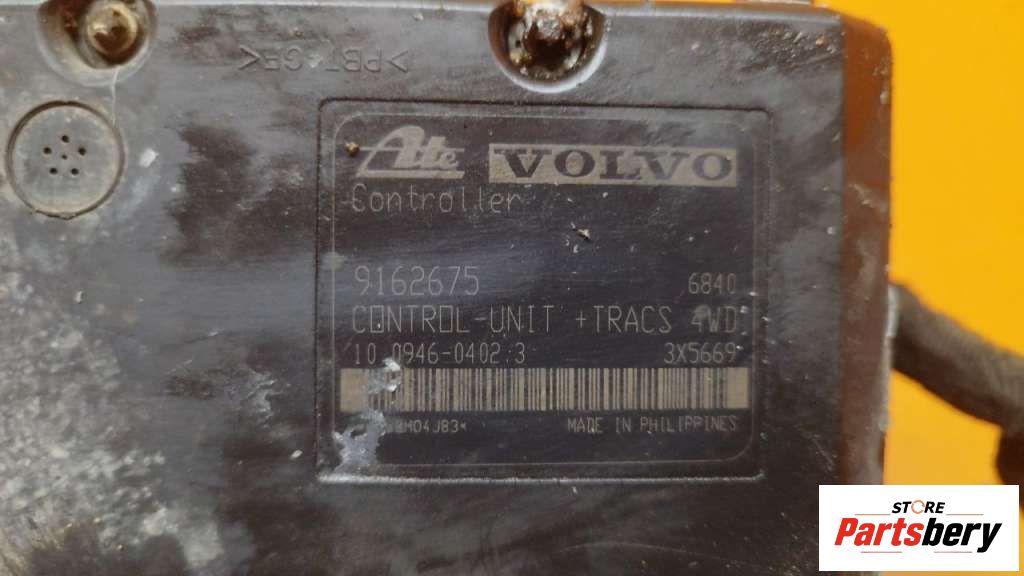 >PBT-GF<
Ate VOLVO
Controller
9162675 6840
CONTROL-UNIT +TRACS 4WD
10.0946-0402.3 3X5669
MADE IN PHILIPPINES
STORE
Partsbery